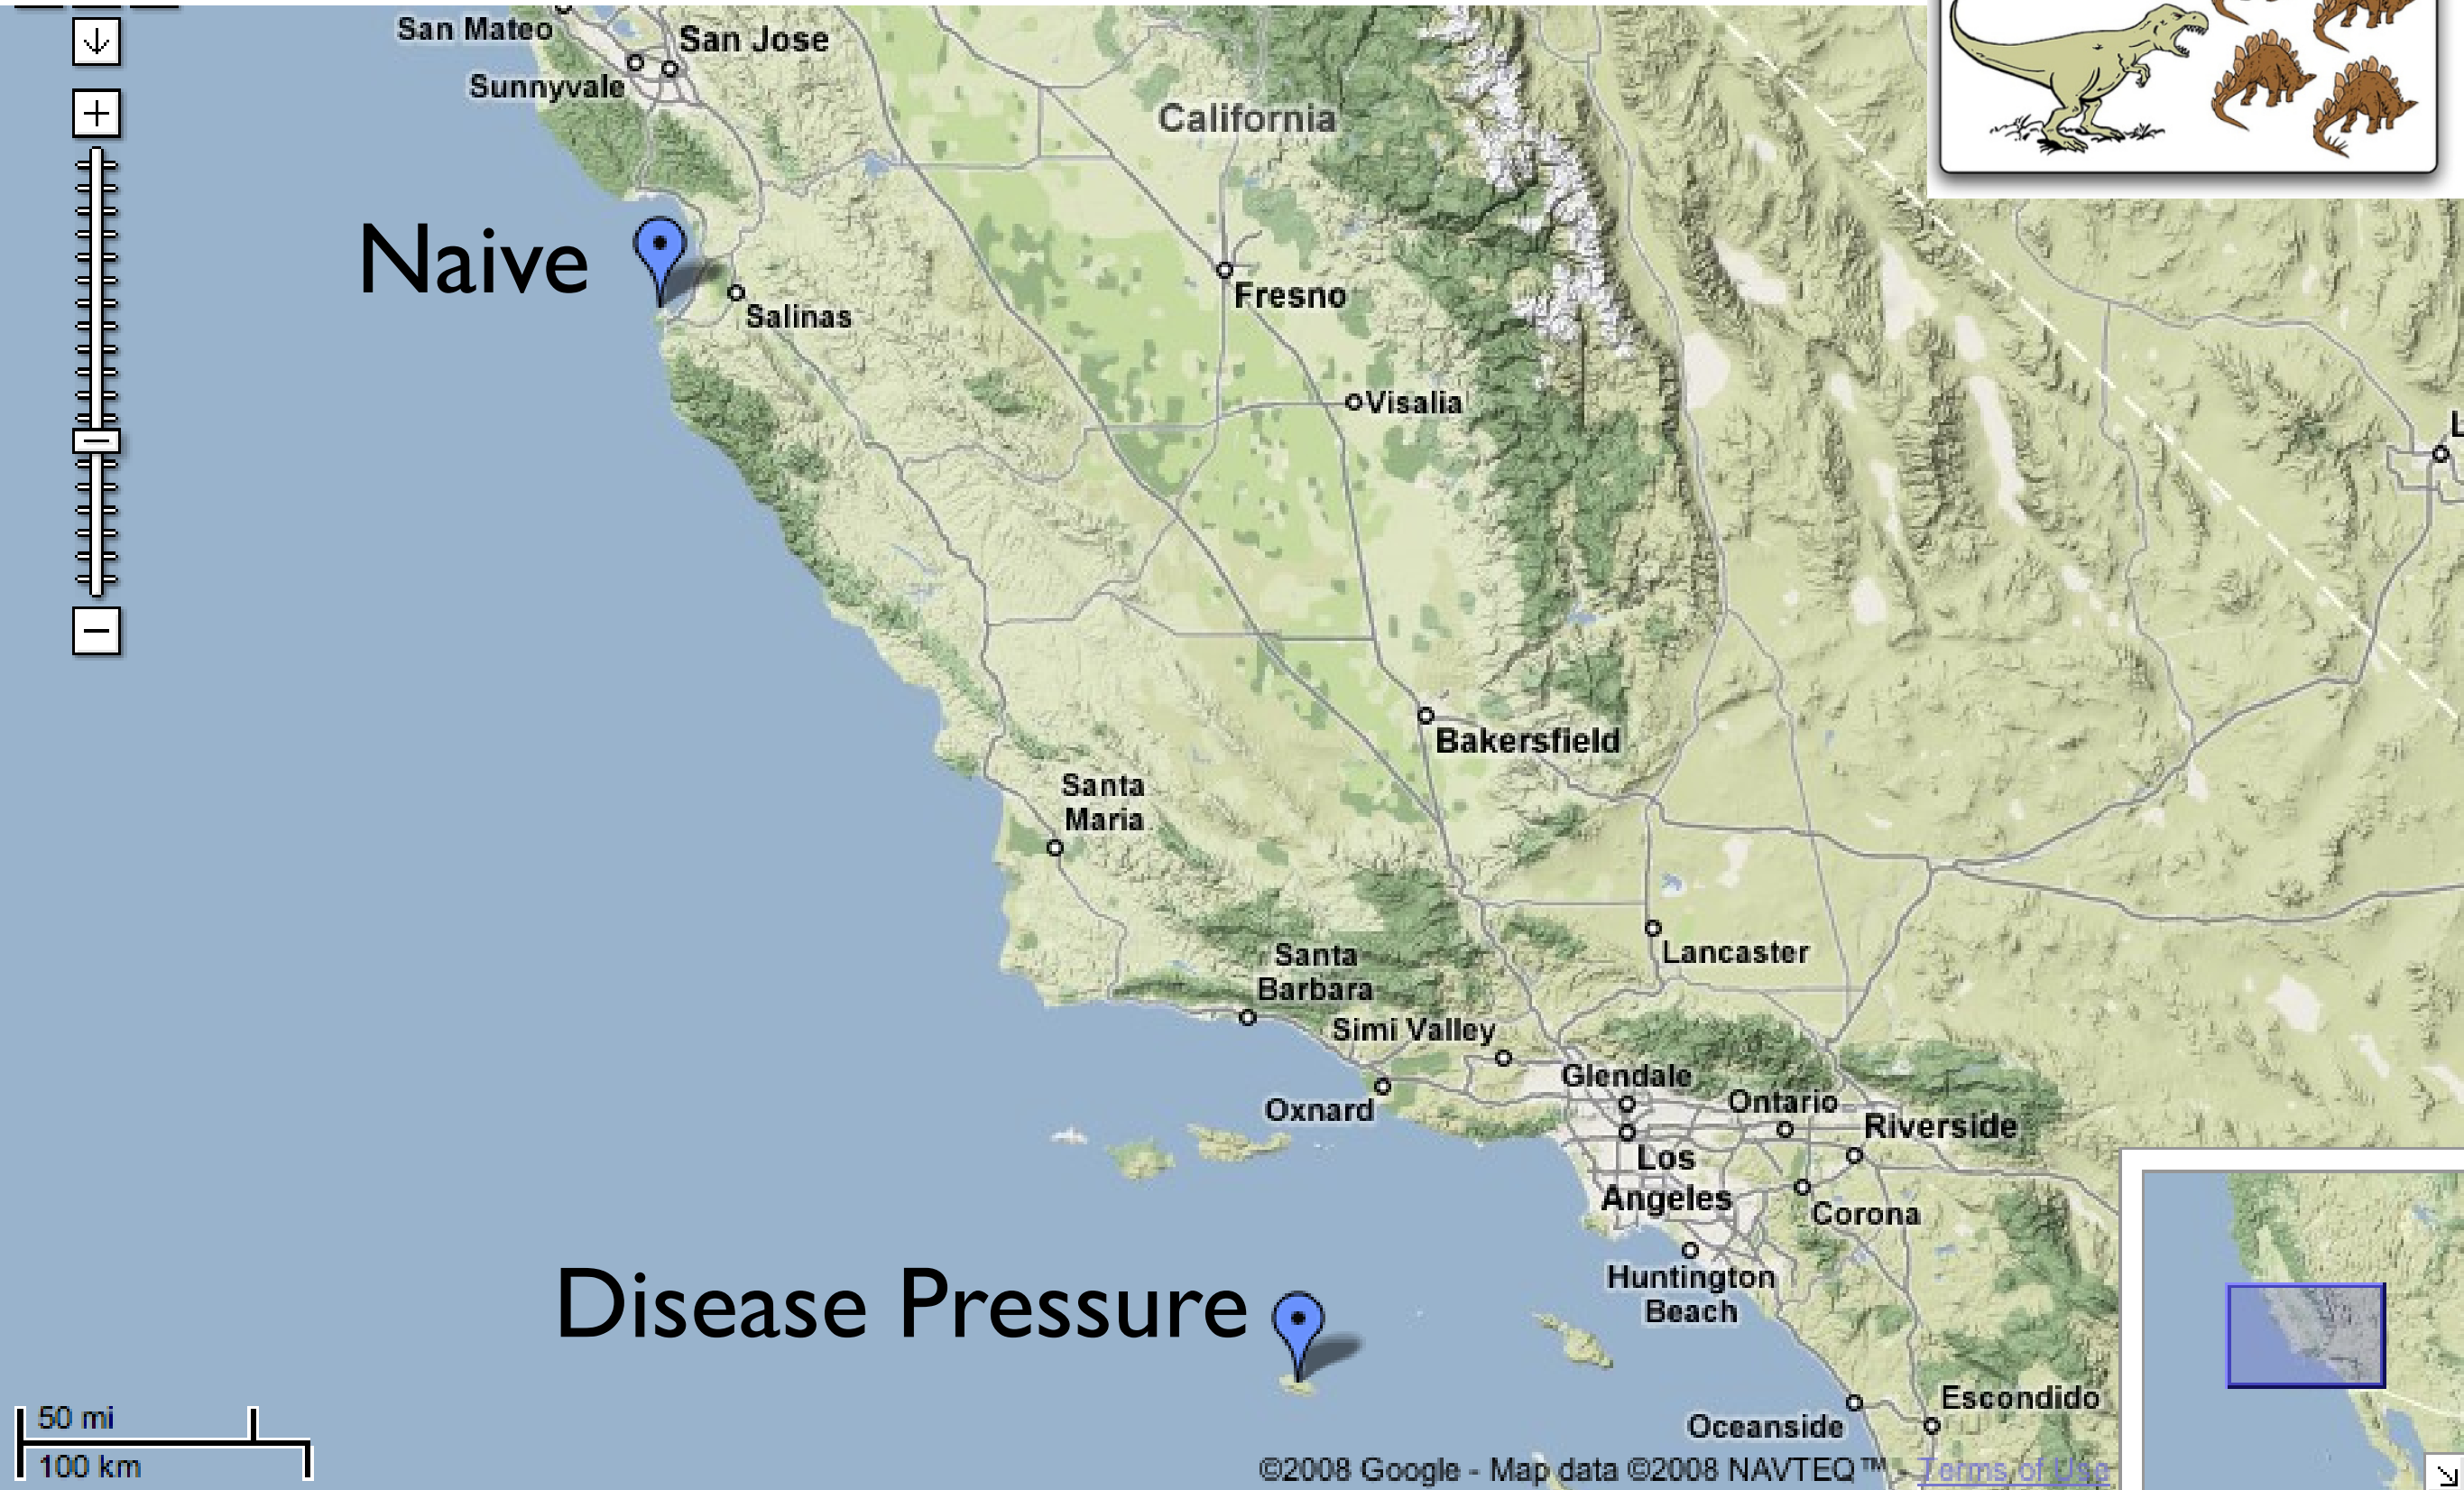 San Mateo
San Jose
Sunnyvale
California
Naive
Salinas
Fresno
Visalia
L
Bakersfield
Santa
Maria
Lancaster
Santa
Barbara
Simi Valley
Glendale
Oxnard
Ontario
Riverside
Los
Angeles
Corona
Disease Pressure
Huntington
Beach
Escondido
Oceanside
50 mi
100 km
©2008 Google - Map data ©2008 NAVTEQ™ - Terms of Use